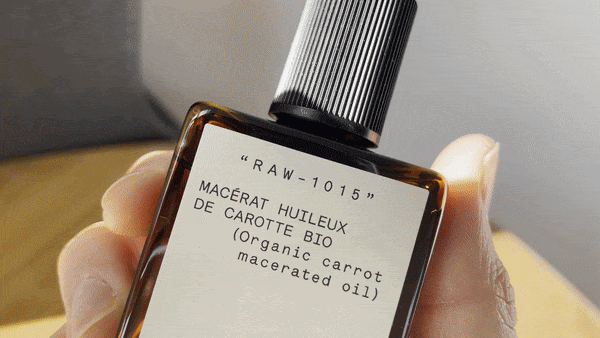 “RAW-1015”
MACÉRAT HUILEUX
DE CAROTTE BIO
(Organic carrot
macerated oil)